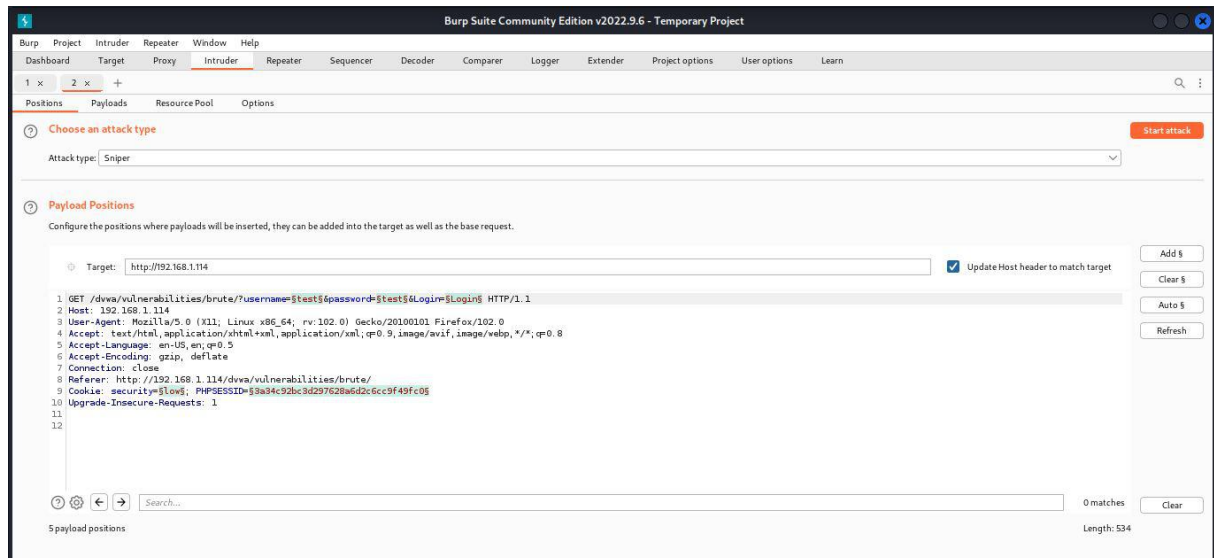 Burp Suite Community Edition v2022.9.6 - Temporary Project
Burp Project Intruder Repeater Window Help
Dashboard Target Proxy Intruder Repeater Sequencer Decoder Comparer Logger Extender Project options User options Learn
1 × 2 × +
Positions Payloads Resource Pool Options
Choose an attack type
Start attack
Attack type: Sniper
Payload Positions
Configure the positions where payloads will be inserted, they can be added into the target as well as the base request.
Target: http://192.168.1.114
Update Host header to match target
Add §
Clear §
Auto §
Refresh
1 GET /dvwa/vulnerabilities/brute/?username=§test§&password=§test§&Login=§Login§ HTTP/1.1
2 Host: 192.168.1.114
3 User-Agent: Mozilla/5.0 (X11; Linux x86_64; rv:102.0) Gecko/20100101 Firefox/102.0
4 Accept: text/html,application/xhtml+xml,application/xml;q=0.9,image/avif,image/webp,*/*;q=0.8
5 Accept-Language: en-US,en;q=0.5
6 Accept-Encoding: gzip, deflate
7 Connection: close
8 Referer: http://192.168.1.114/dvwa/vulnerabilities/brute/
9 Cookie: security=§low§; PHPSESSID=§3a34c92bc3d297628a6d2c6cc9f49fc0§
10 Upgrade-Insecure-Requests: 1
11
12
Search...
0 matches
Clear
5 payload positions
Length: 534